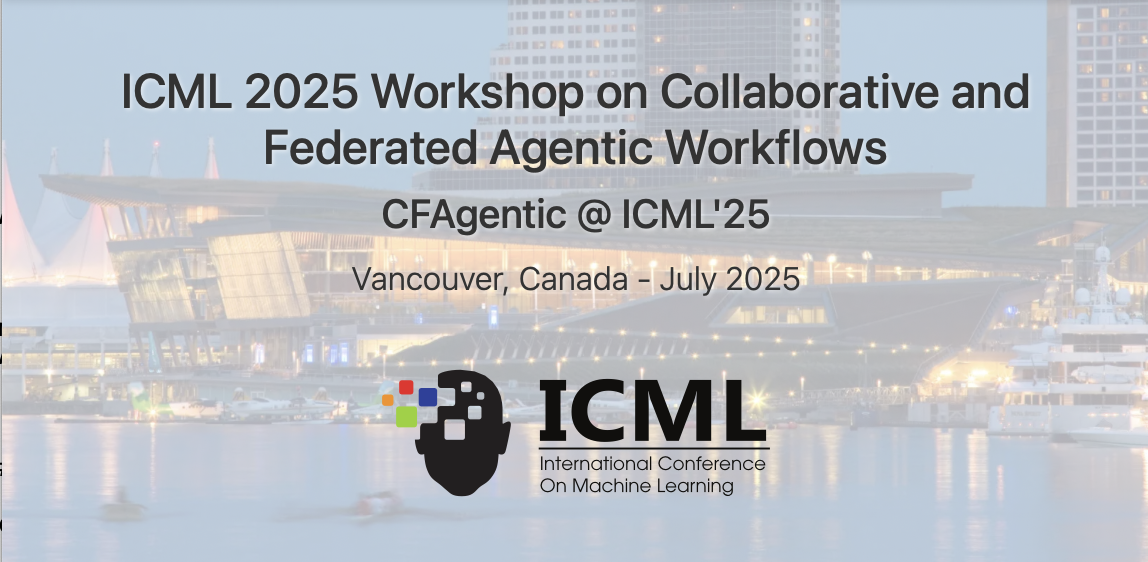 ICML 2025 Workshop on Collaborative and
Federated Agentic Workflows
CFAgentic @ ICML'25
Vancouver, Canada - July 2025
ICML
International Conference
On Machine Learning